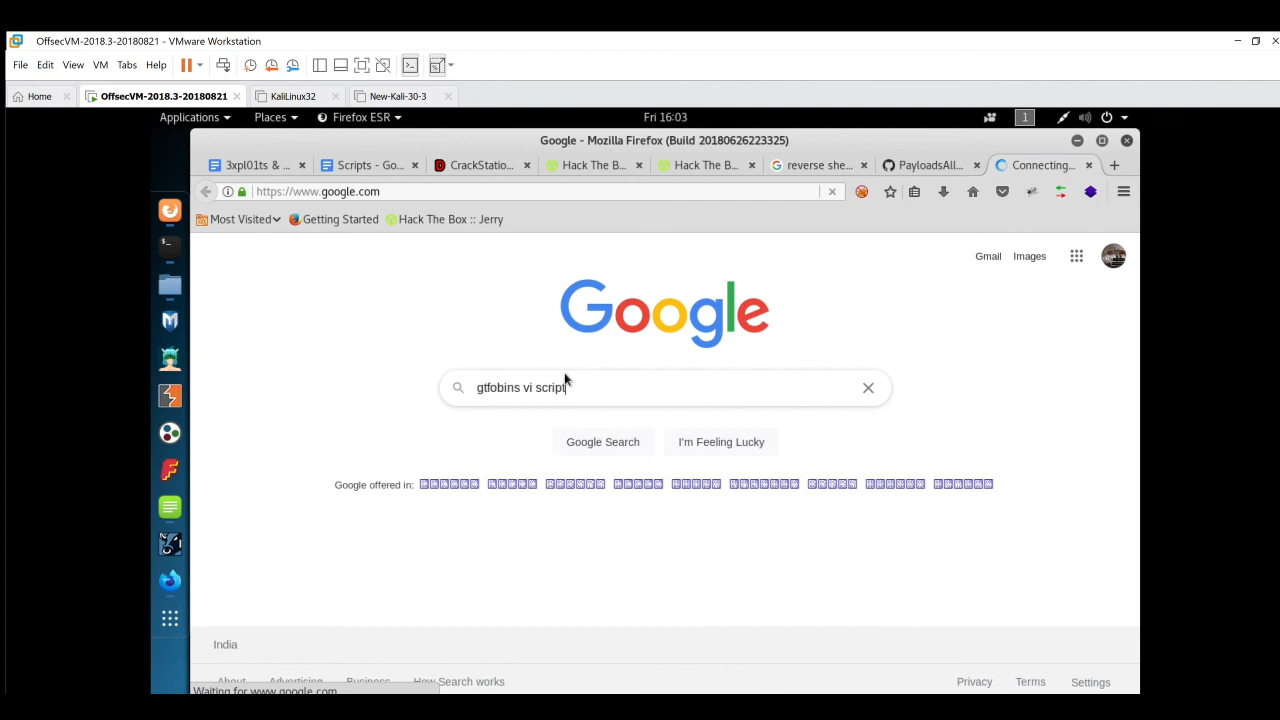 OffsecVM-2018.3-20180821 - VMware Workstation
File Edit View VM Tabs Help
Home OffsecVM-2018.3-20180821 KaliLinux32 New-Kali-30-3
Applications Places Firefox ESR Fri 16:03 1
Google - Mozilla Firefox (Build 20180626223325)
3xpl01ts & ... Scripts - Go... CrackStatio... Hack The B... Hack The B... reverse she... PayloadsAll... Connecting...
https://www.google.com
Most Visited Getting Started Hack The Box :: Jerry
Gmail Images
Google
gtfobins vi script
Google Search I'm Feeling Lucky
Google offered in:
India
About Advertising Business How Search works Privacy Terms Settings
Waiting for www.google.com